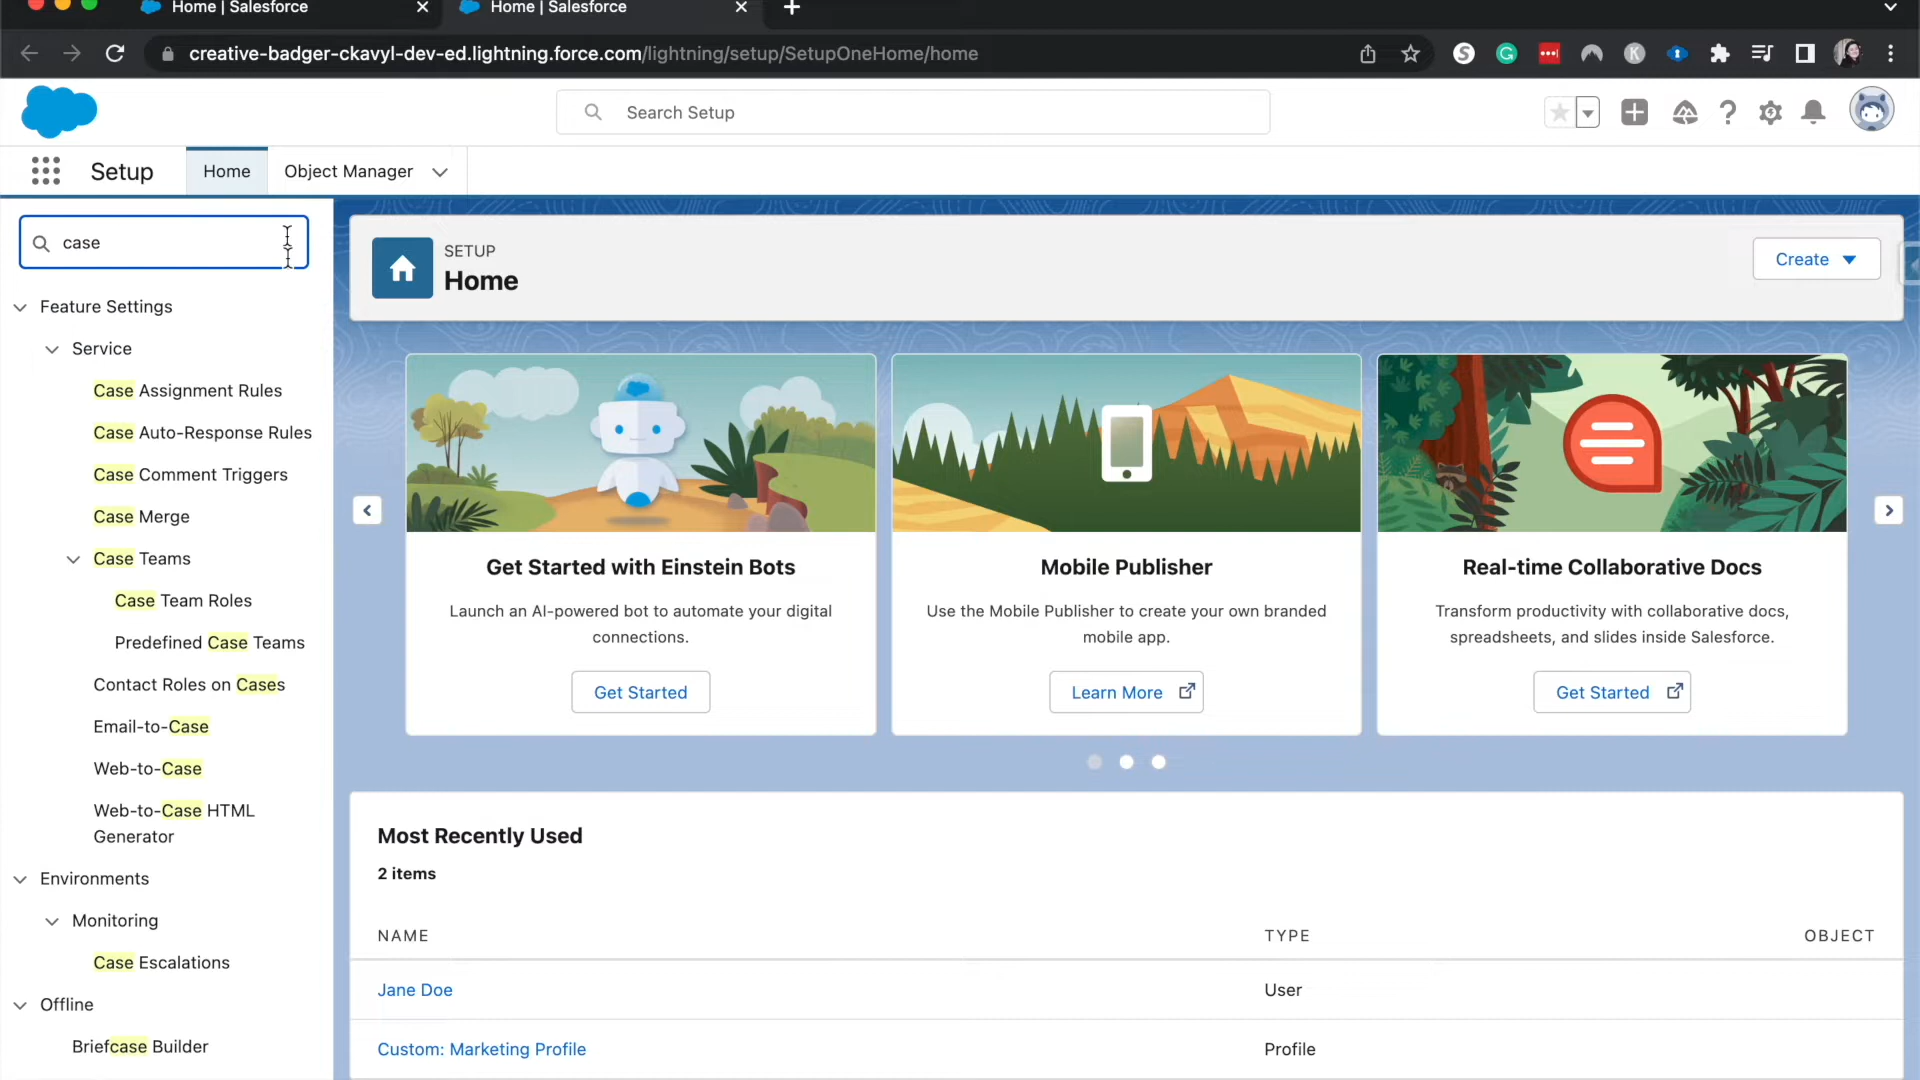 Home | Salesforce
Home | Salesforce
creative-badger-ckavyl-dev-ed.lightning.force.com/lightning/setup/SetupOneHome/home
Search Setup
Setup
Home
Object Manager
case
SETUP
Home
Create
Feature Settings
Service
Case Assignment Rules
Case Auto-Response Rules
Case Comment Triggers
Case Merge
Case Teams
Case Team Roles
Predefined Case Teams
Contact Roles on Cases
Email-to-Case
Web-to-Case
Web-to-Case HTML
Generator
Environments
Monitoring
Case Escalations
Offline
Briefcase Builder
Get Started with Einstein Bots
Launch an AI-powered bot to automate your digital
connections.
Get Started
Mobile Publisher
Use the Mobile Publisher to create your own branded
mobile app.
Learn More
Real-time Collaborative Docs
Transform productivity with collaborative docs,
spreadsheets, and slides inside Salesforce.
Get Started
Most Recently Used
2 items
NAME TYPE OBJECT
Jane Doe User
Custom: Marketing Profile Profile